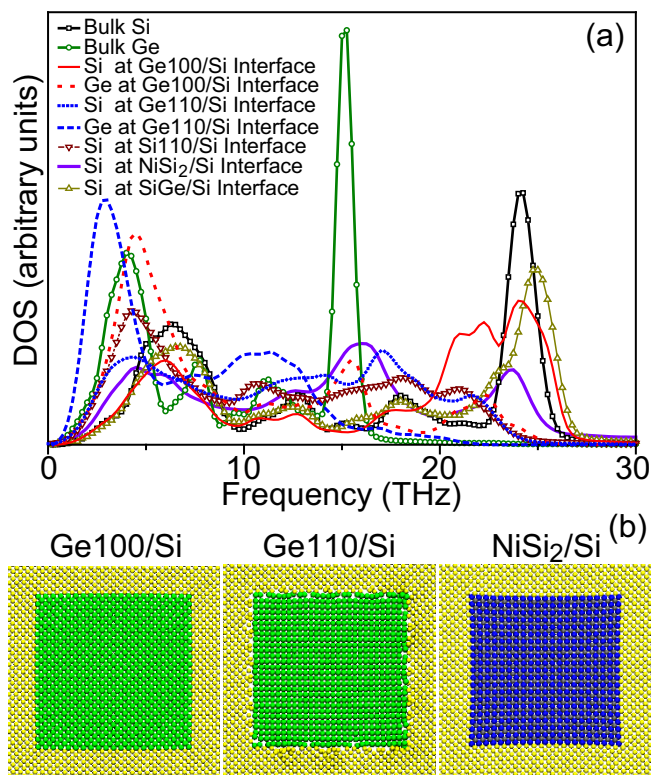 (a)
Bulk Si
Bulk Ge
Si at Ge100/Si Interface
Ge at Ge100/Si Interface
Si at Ge110/Si Interface
Ge at Ge110/Si Interface
Si at Si110/Si Interface
Si at NiSi₂/Si Interface
Si at SiGe/Si Interface
DOS (arbitrary units)
0 10 20 30
Frequency (THz)
(b)
Ge100/Si Ge110/Si NiSi₂/Si